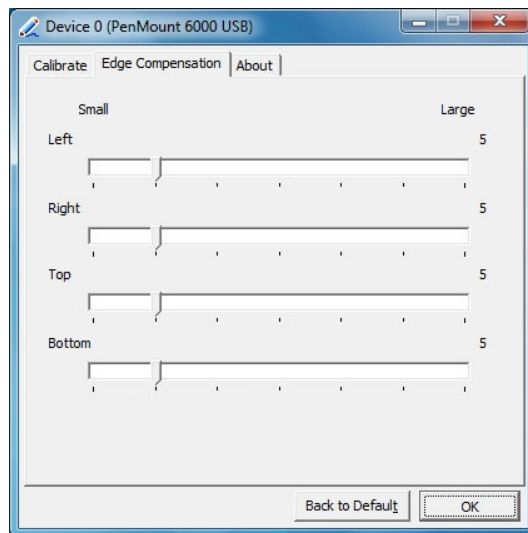 Device 0 (PenMount 6000 USB)
Calibrate Edge Compensation About
Small Large
Left 5
Right 5
Top 5
Bottom 5
Back to Default OK